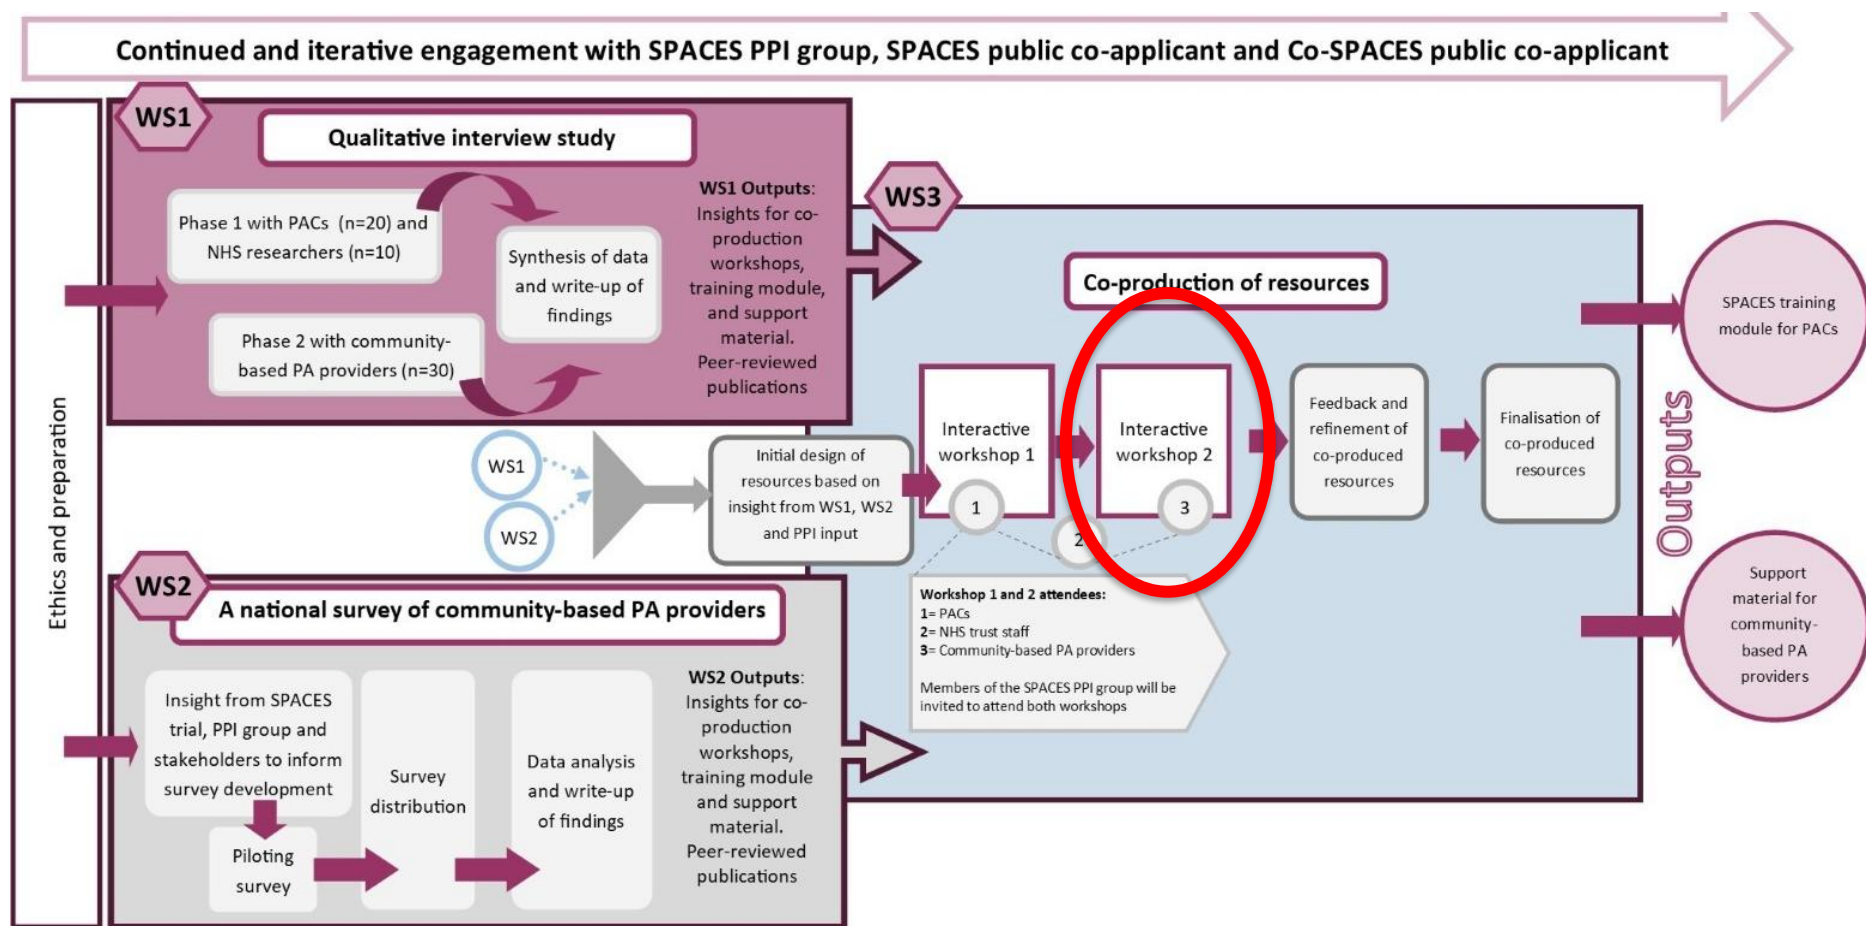 Continued and iterative engagement with SPACES PPI group, SPACES public co-applicant and Co-SPACES public co-applicant
Ethics and preparation
WS1
Qualitative interview study
Phase 1 with PACs (n=20) and
NHS researchers (n=10)
Phase 2 with community-
based PA providers (n=30)
Synthesis of data
and write-up of
findings
WS1 Outputs:
Insights for co-
production
workshops,
training module,
and support
material.
Peer-reviewed
publications
WS1
WS2
Initial design of
resources based on
insight from WS1, WS2
and PPI input
WS2
A national survey of community-based PA providers
Insight from SPACES
trial, PPI group and
stakeholders to inform
survey development
Piloting
survey
Survey
distribution
Data analysis
and write-up
of findings
WS2 Outputs:
Insights for co-
production
workshops,
training module
and support
material.
Peer-reviewed
publications
WS3
Co-production of resources
Interactive
workshop 1
1
2
Interactive
workshop 2
3
Workshop 1 and 2 attendees:
1= PACs
2= NHS trust staff
3= Community-based PA providers
Members of the SPACES PPI group will be
invited to attend both workshops
Feedback and
refinement of
co-produced
resources
Finalisation of
co-produced
resources
Outputs
SPACES training
module for PACs
Support
material for
community-
based PA
providers